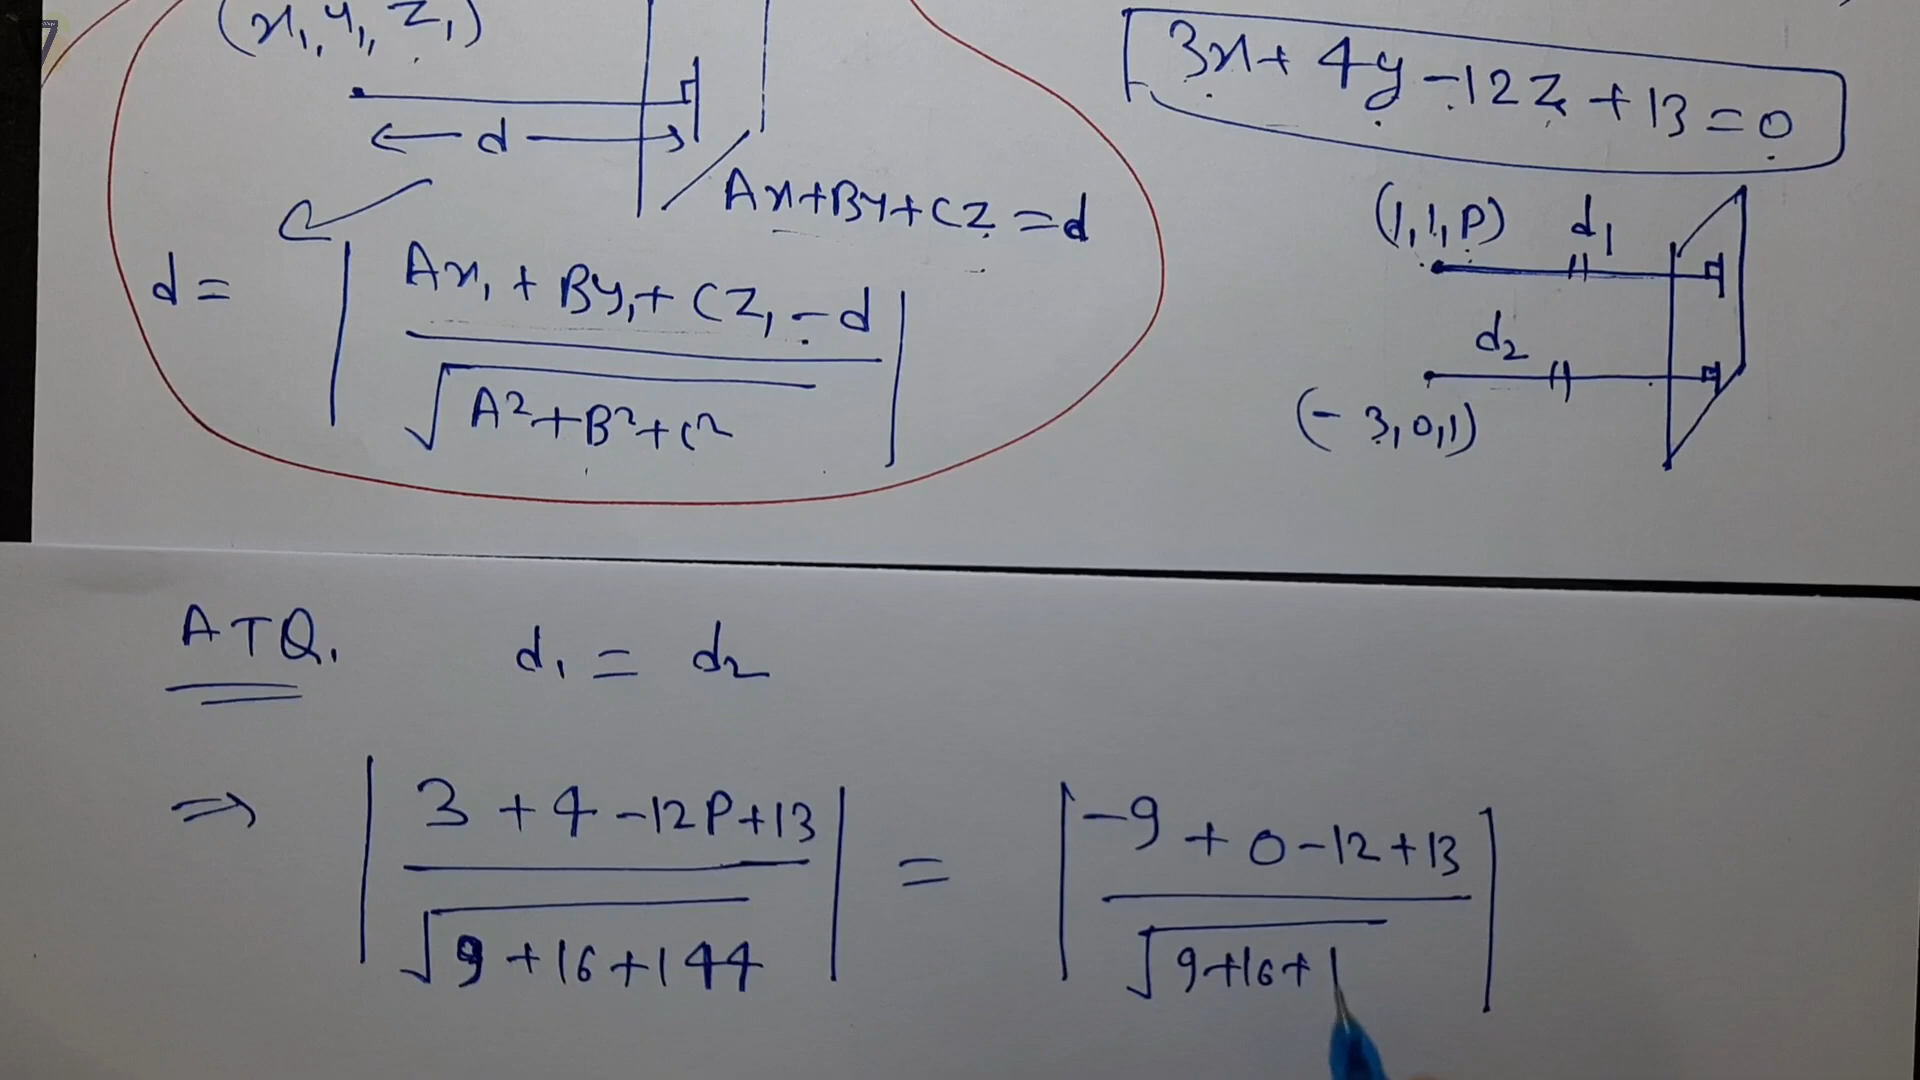 (x₁, y₁, z₁)
d
Ax+By+Cz = d
d = | Ax₁ + By₁ + Cz₁ - d / √A²+B²+C² |
3x + 4y - 12z + 13 = 0
(1, 1, P) d₁
d₂
(-3, 0, 1)
ATQ, d₁ = d₂
⇒ | 3 + 4 - 12P + 13 / √9 + 16 + 144 | = | -9 + 0 - 12 + 13 / √9+16+1 |